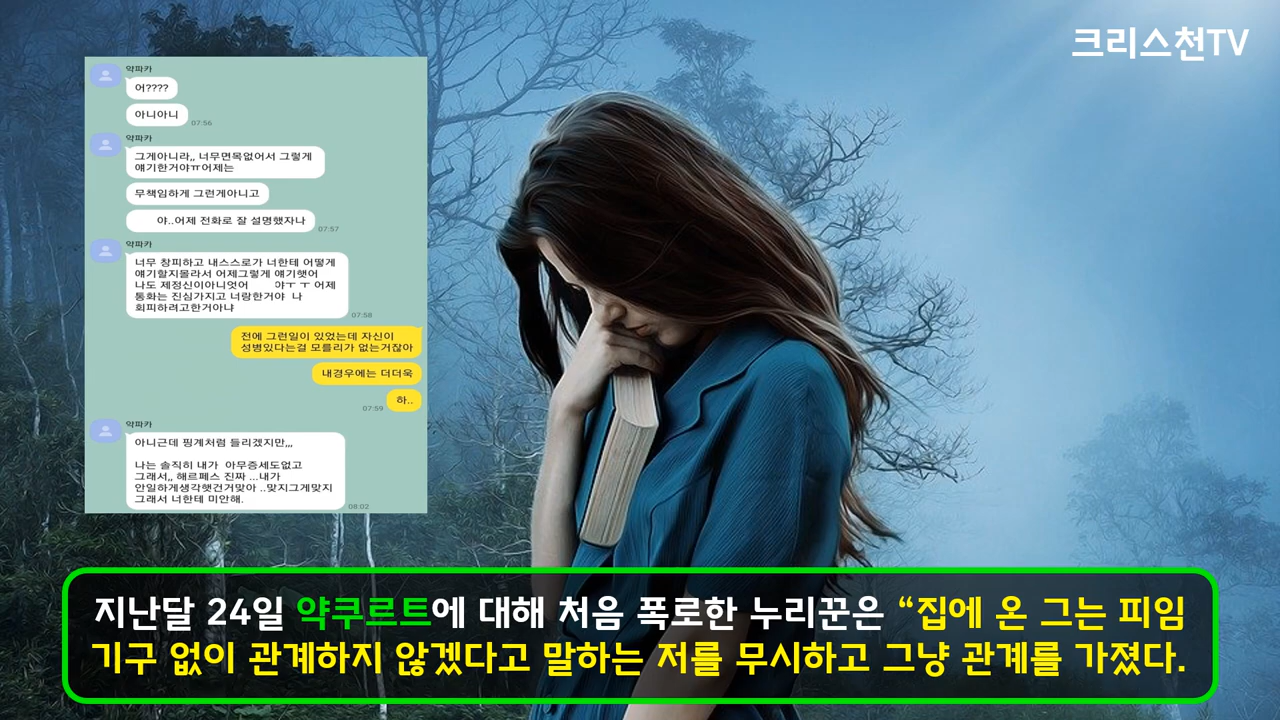 크리스천TV
약파카
어????
아니아니
07:56
약파카
그게아니라,, 너무면목없어서 그렇게
얘기한거야ㅠ어제는
무책임하게 그런게아니고
야..어제 전화로 잘 설명했자나
07:57
약파카
너무 창피하고 내스스로가 너한테 어떻게
얘기할지몰라서 어제그렇게 얘기햇어
나도 제정신이아니엇어 야ㅜ ㅜ 어제
통화는 진심가지고 너랑한거야 나
회피하려고한거아냐
07:58
전에 그런일이 있었는데 자신이
성병있다는걸 모를리가 없는거잖아
내경우에는 더더욱
하..
07:59
약파카
아니근데 핑계처럼 들리겠지만,,,
나는 솔직히 내가 아무증세도없고
그래서,, 해르페스 진짜 ...내가
안일하게생각햇건거맞아 ..맞지그게맞지
그래서 너한테 미안해.
08:02
지난달 24일 약쿠르트에 대해 처음 폭로한 누리꾼은 “집에 온 그는 피임
기구 없이 관계하지 않겠다고 말하는 저를 무시하고 그냥 관계를 가졌다.